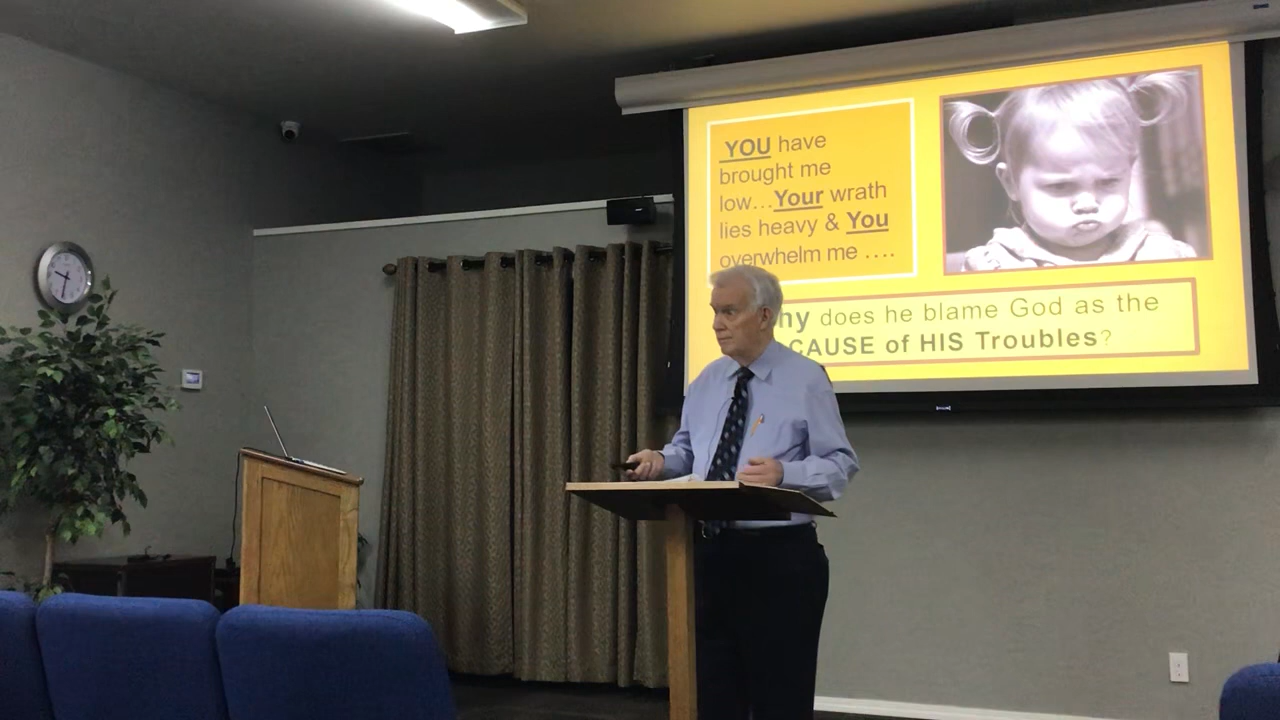 YOU have
brought me
low...Your wrath
lies heavy & You
overwhelm me ....
hy does he blame God as the
CAUSE of HIS Troubles?